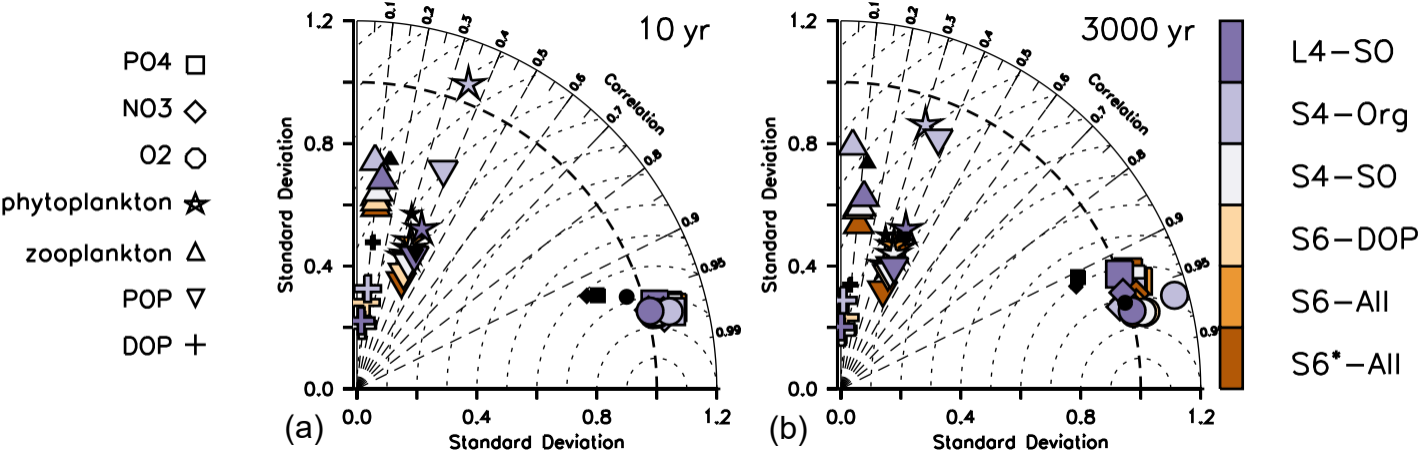 PO4
NO3
O2
phytoplankton
zooplankton
POP
DOP
10 yr
1.2
0.8
0.4
0.0
Standard Deviation
0.0 0.4 0.8 1.2
Standard Deviation
0.1 0.2 0.3 0.4 0.5 0.6 0.7 0.8 0.9 0.95 0.99
Correlation
(a)
3000 yr
1.2
0.8
0.4
0.0
Standard Deviation
0.0 0.4 0.8 1.2
Standard Deviation
0.1 0.2 0.3 0.4 0.5 0.6 0.7 0.8 0.9 0.95 0.9
Correlation
(b)
L4-SO
S4-Org
S4-SO
S6-DOP
S6-All
S6*-All